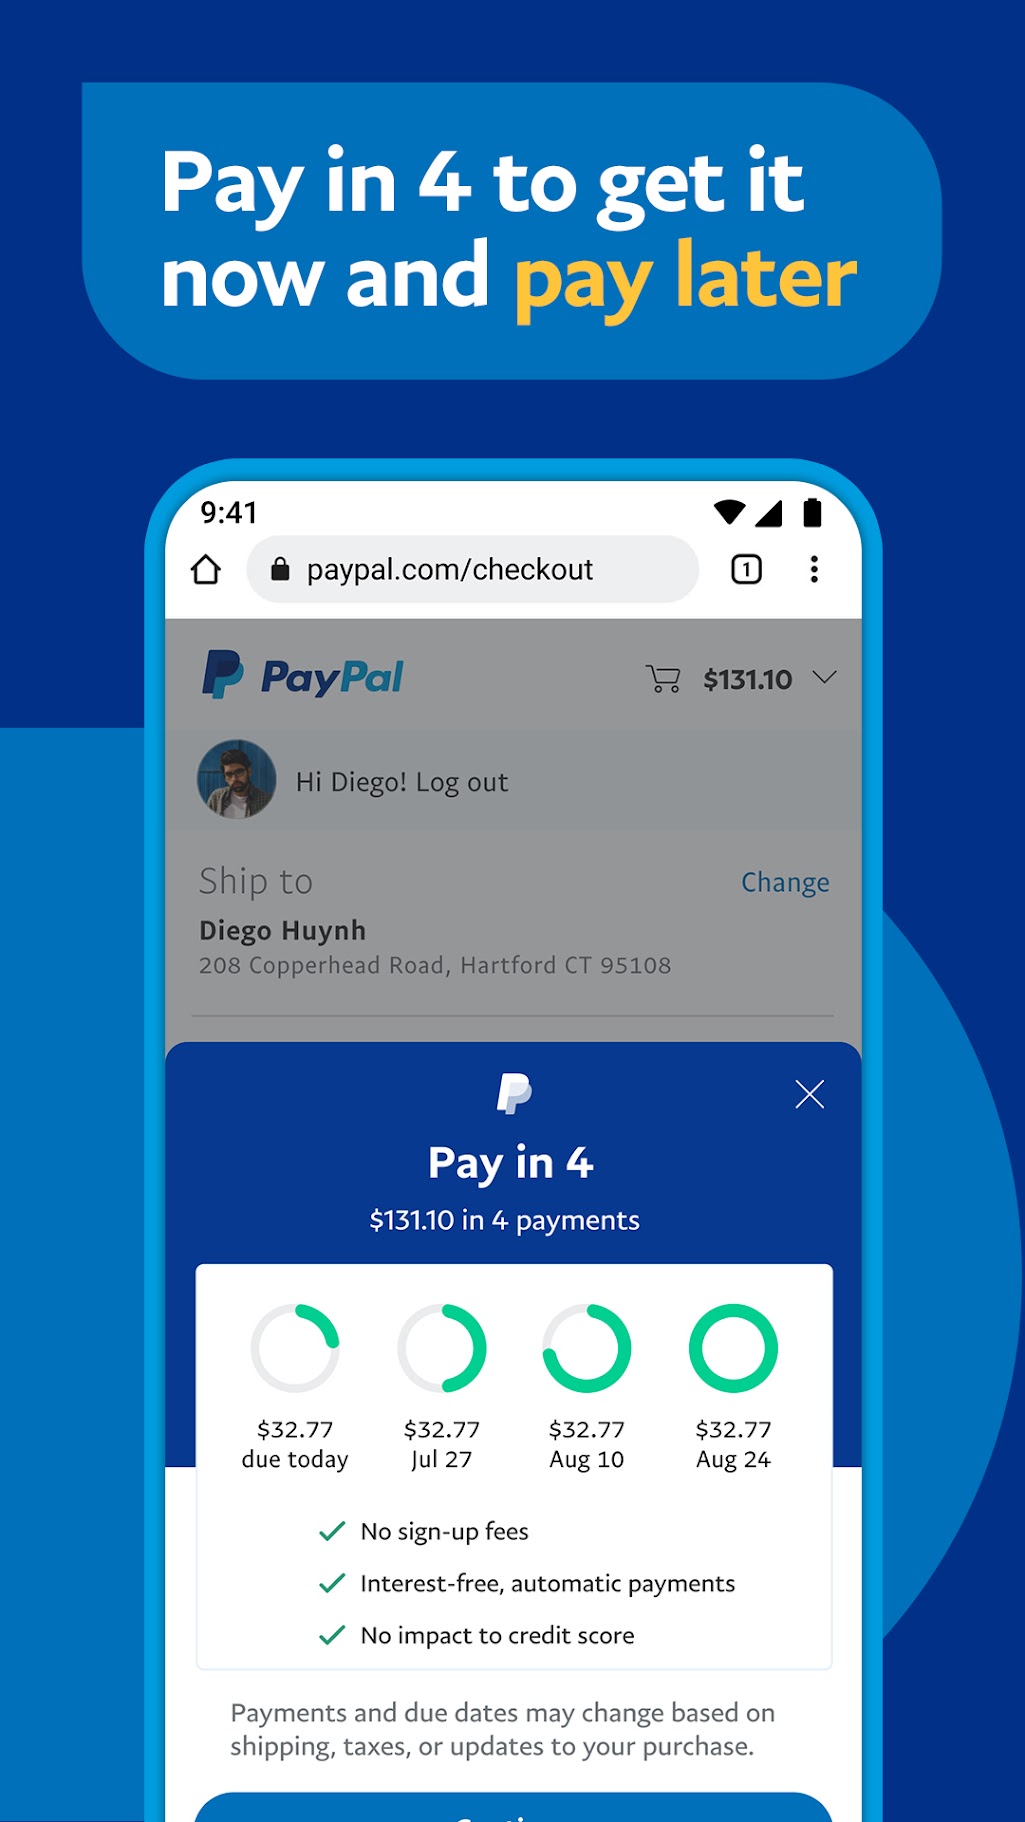 Pay in 4 to get it
now and pay later
9:41
paypal.com/checkout
1
PayPal
$131.10
Hi Diego! Log out
Ship to
Change
Diego Huynh
208 Copperhead Road, Hartford CT 95108
Pay in 4
$131.10 in 4 payments
$32.77 $32.77 $32.77 $32.77
due today Jul 27 Aug 10 Aug 24
No sign-up fees
Interest-free, automatic payments
No impact to credit score
Payments and due dates may change based on
shipping, taxes, or updates to your purchase.